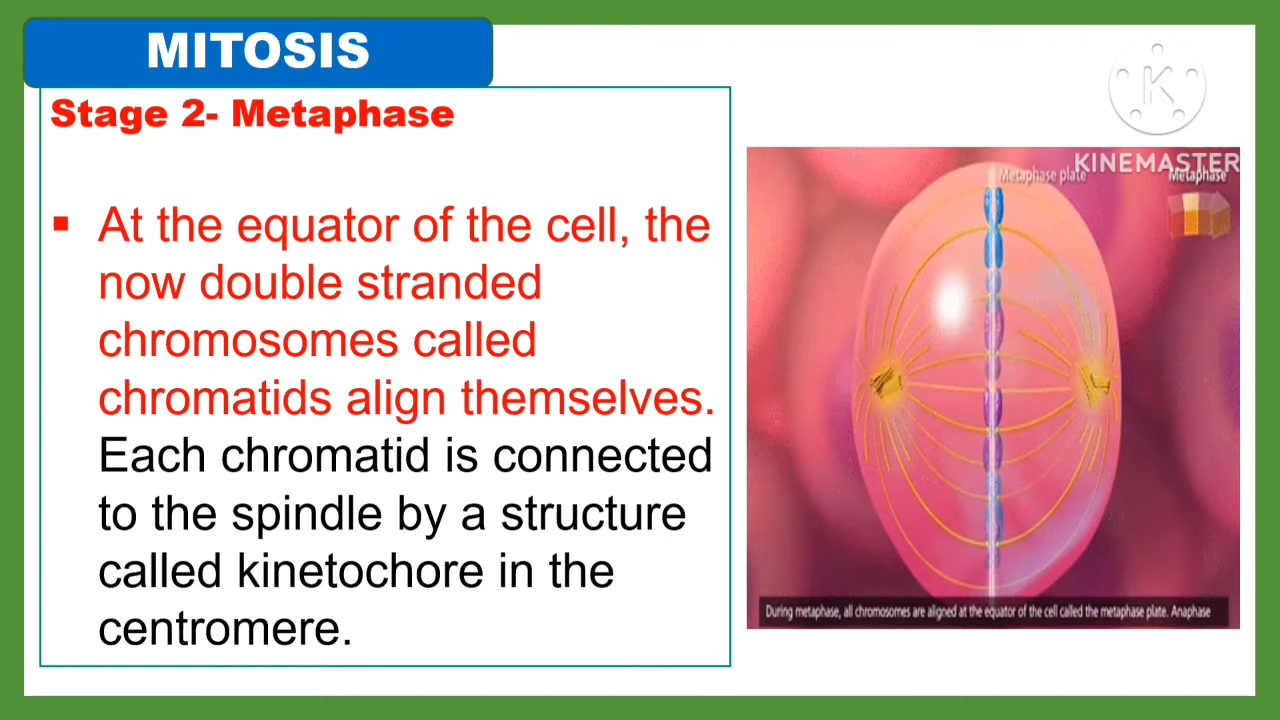 MITOSIS
Stage 2- Metaphase
▪ At the equator of the cell, the
now double stranded
chromosomes called
chromatids align themselves.
Each chromatid is connected
to the spindle by a structure
called kinetochore in the
centromere.
K
KINEMASTER
Metaphase plate
Metaphase
During metaphase, all chromosomes are aligned at the equator of the cell called the metaphase plate. Anaphase